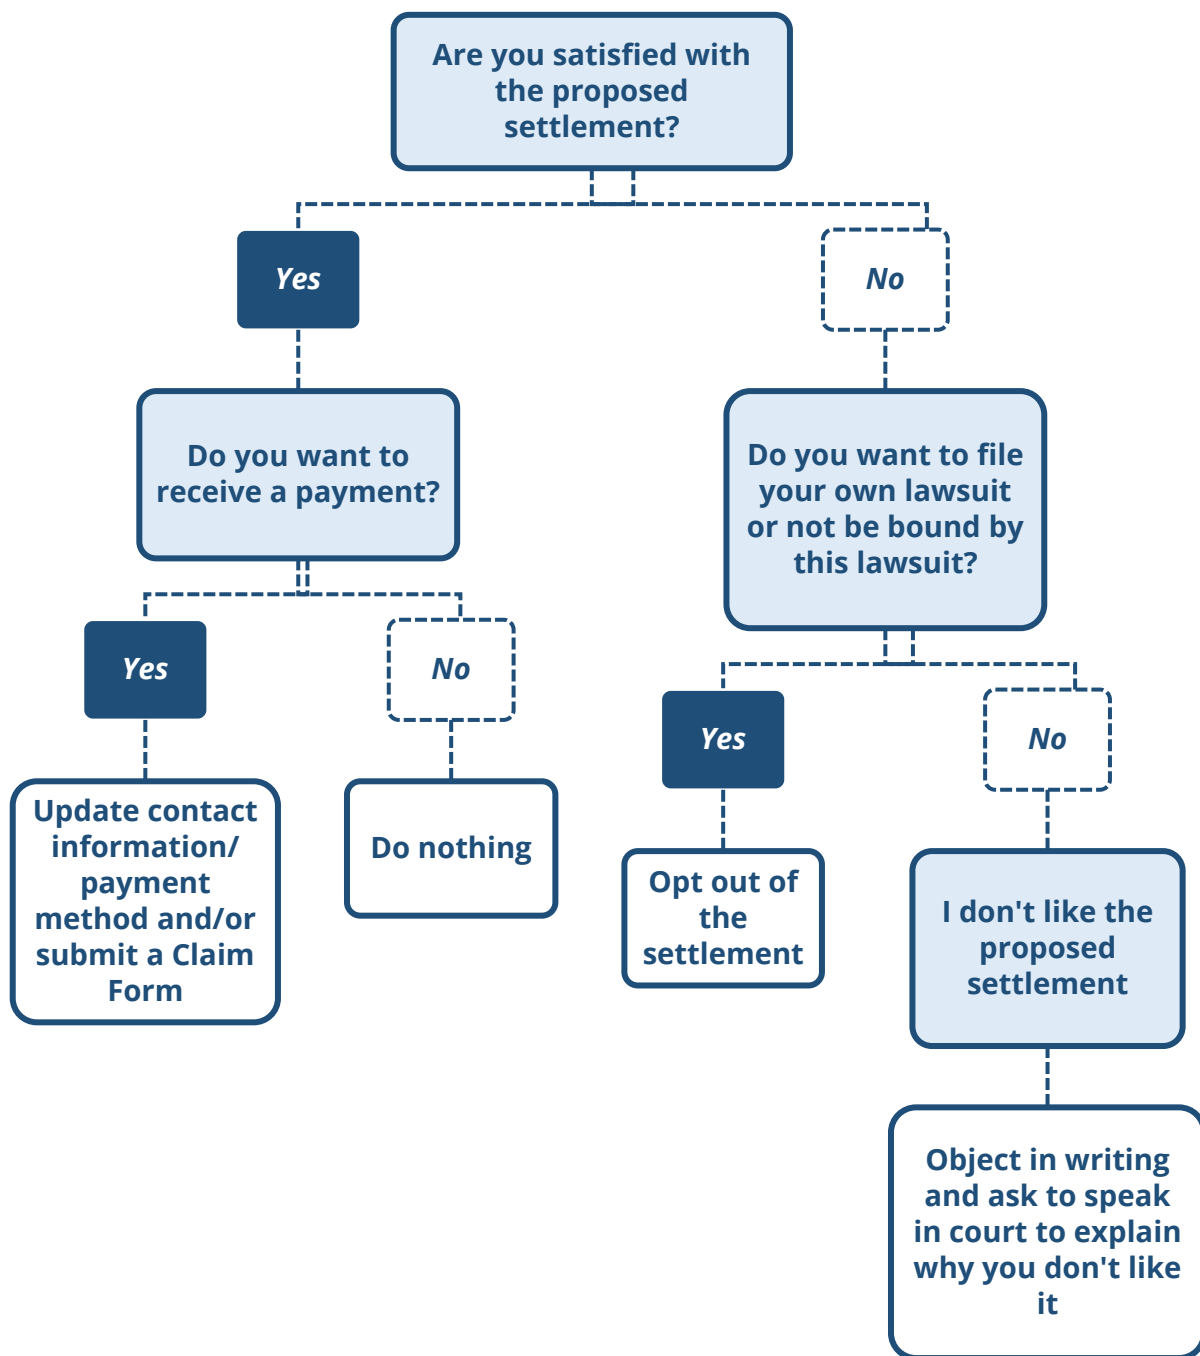 Are you satisfied with
the proposed
settlement?
Yes
No
Do you want to
receive a payment?
Do you want to file
your own lawsuit
or not be bound by
this lawsuit?
Yes
No
Yes
No
Update contact
information/
payment
method and/or
submit a Claim
Form
Do nothing
Opt out of
the
settlement
I don't like the
proposed
settlement
Object in writing
and ask to speak
in court to explain
why you don't like
it